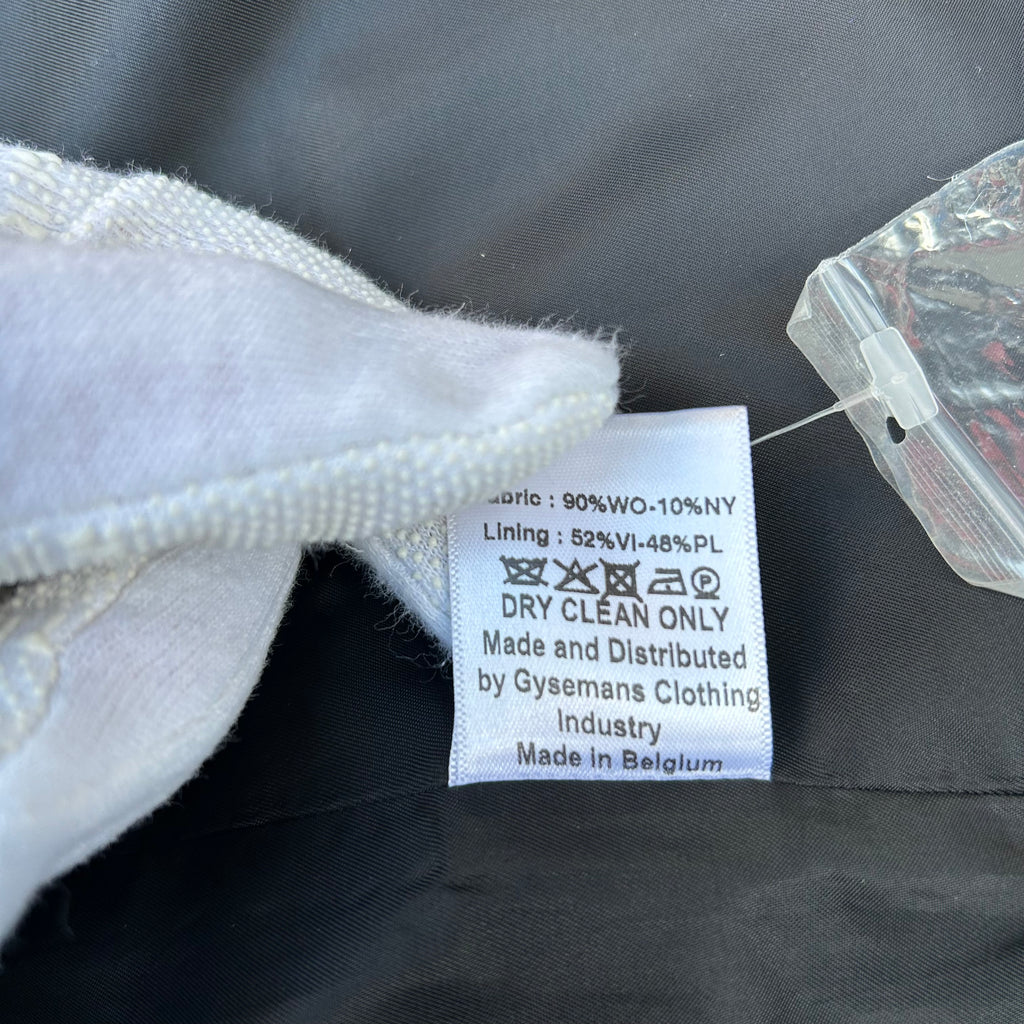 : 90%WO-10%NY
Lining : 52%VI-48%PL
P
DRY CLEAN ONLY
Made and Distributed
by Gysemans Clothing
Industry
Made in Belgium